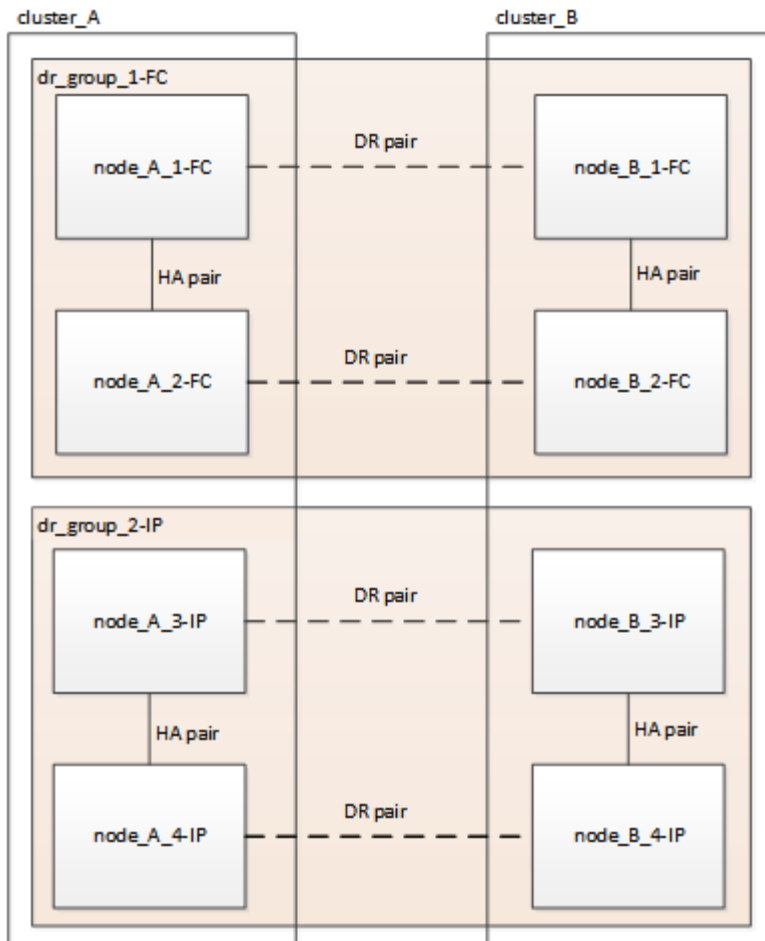 cluster_A
cluster_B
dr_group_1-FC
DR pair
node_A_1-FC
node_B_1-FC
HA pair
HA pair
DR pair
node_A_2-FC
node_B_2-FC
dr_group_2-IP
DR pair
node_A_3-IP
node_B_3-IP
HA pair
HA pair
DR pair
node_A_4-IP
node_B_4-IP